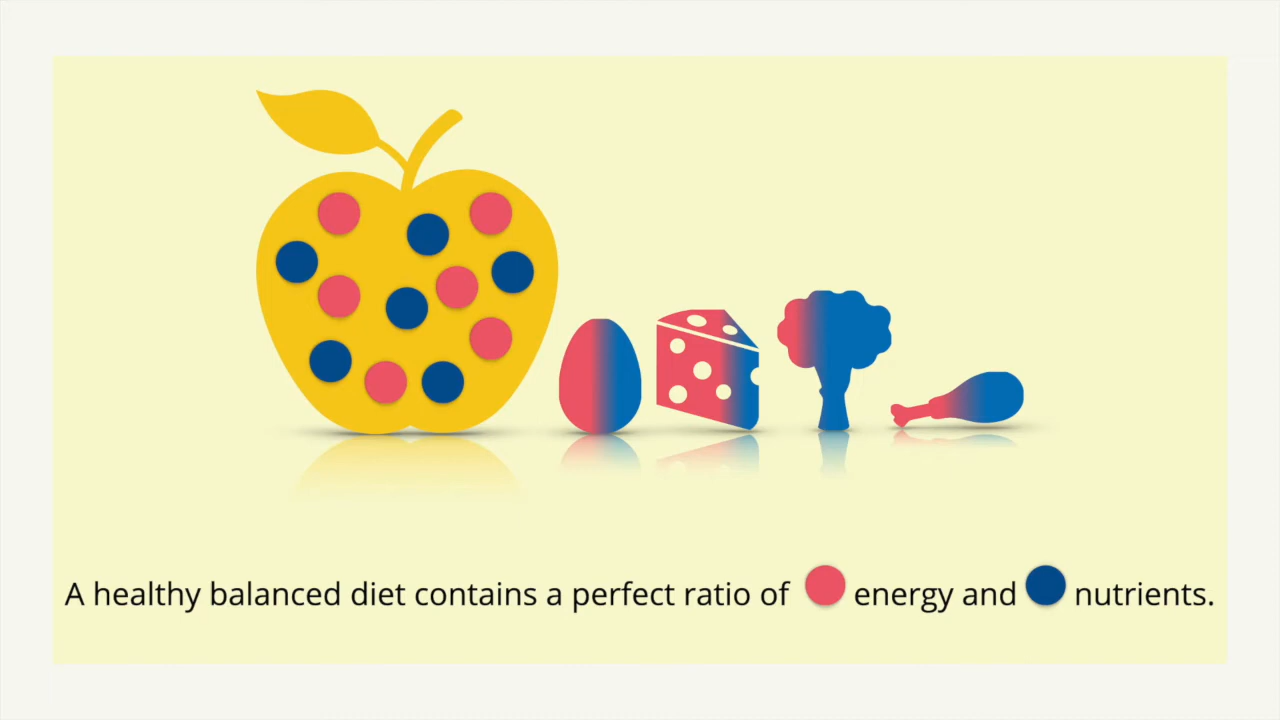 A healthy balanced diet contains a perfect ratio of energy and nutrients.